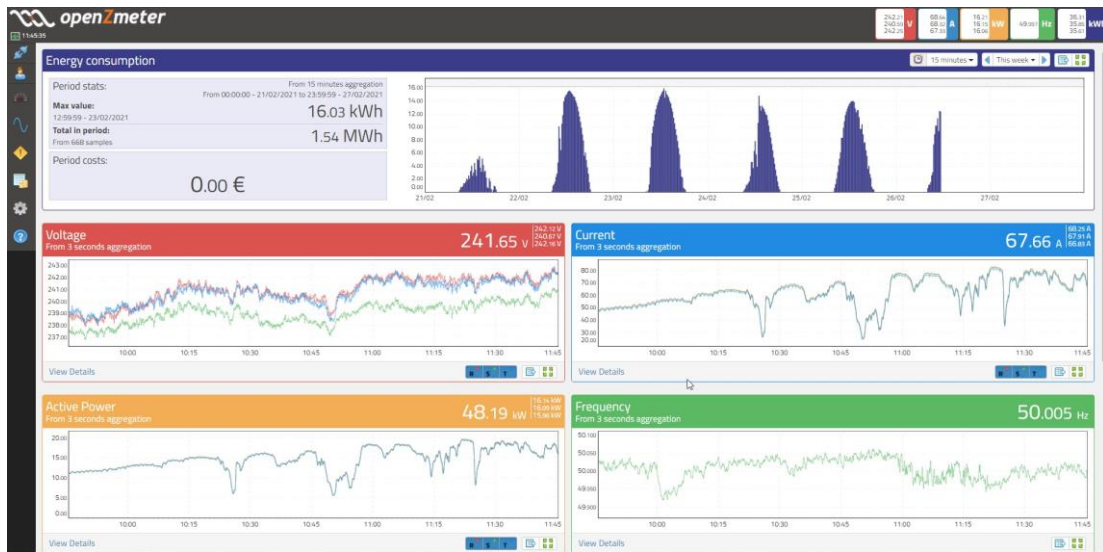 openZmeter
11:45:35
242.21 240.59 242.25 V
68.64 68.32 67.33 A
16.21 16.15 16.06 kW
49.991 Hz
36.31 35.85 35.61 kWh
Energy consumption
15 minutes
This week
Period stats:
From 15 minutes aggregation
From 00:00:00 - 21/02/2021 to 23:59:59 - 27/02/2021
Max value:
12:59:59 - 23/02/2021
16.03 kWh
Total in period:
From 668 samples
1.54 MWh
Period costs:
0.00 €
16.00
14.00
12.00
10.00
8.00
6.00
4.00
2.00
0.00
21/02 22/02 23/02 24/02 25/02 26/02 27/02
Voltage
From 3 seconds aggregation
241.65 V
242.12 V
240.67 V
242.16 V
243.00
242.00
241.00
240.00
239.00
238.00
237.00
10:00 10:15 10:30 10:45 11:00 11:15 11:30 11:45
View Details
R S T
Current
From 3 seconds aggregation
67.66 A
68.25 A
67.91 A
66.83 A
80.00
70.00
60.00
50.00
40.00
30.00
20.00
10:00 10:15 10:30 10:45 11:00 11:15 11:30 11:45
View Details
R S T
Active Power
From 3 seconds aggregation
48.19 kW
16.14 kW
16.09 kW
15.96 kW
20.00
15.00
10.00
5.00
0.00
10:00 10:15 10:30 10:45 11:00 11:15 11:30 11:45
View Details
R S T
Frequency
From 3 seconds aggregation
50.005 Hz
50.100
50.050
50.000
49.950
49.900
10:00 10:15 10:30 10:45 11:00 11:15 11:30 11:45
View Details